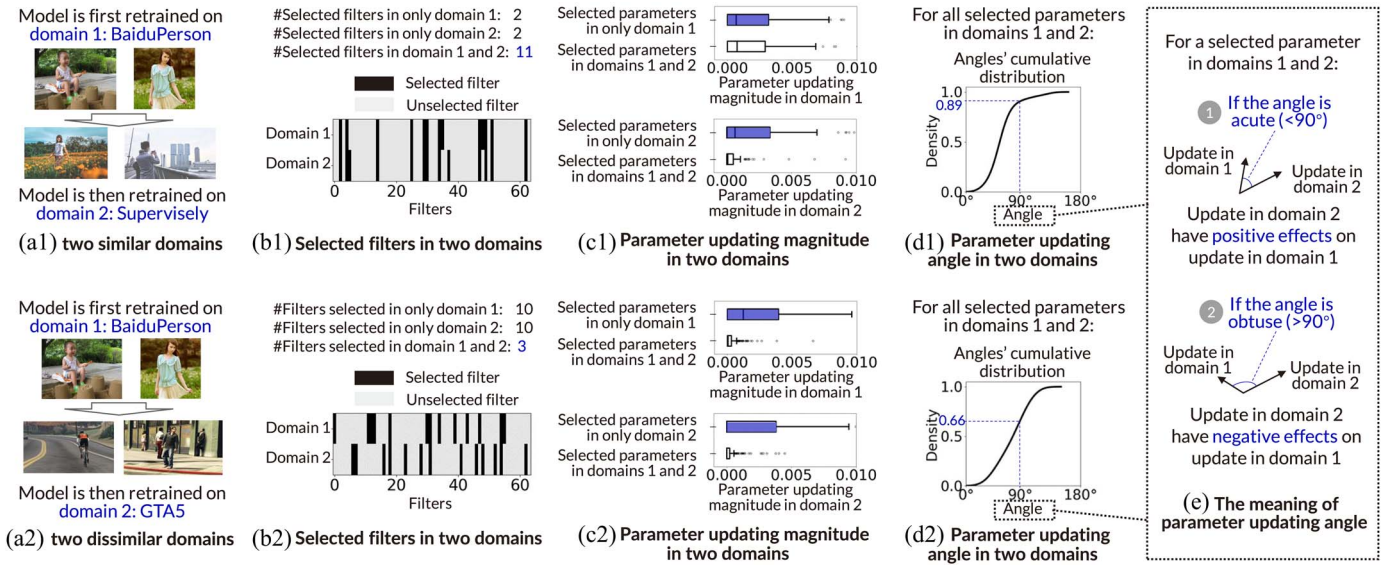 Model is first retrained on
domain 1: BaiduPerson
Model is then retrained on
domain 2: Supervisely
(a1) two similar domains
#Selected filters in only domain 1: 2
#Selected filters in only domain 2: 2
#Selected filters in domain 1 and 2: 11
Selected filter
Unselected filter
Domain 1
Domain 2
0 20 40 60
Filters
(b1) Selected filters in two domains
Selected parameters
in only domain 1
Selected parameters
in domains 1 and 2
0.000 0.005 0.010
Parameter updating
magnitude in domain 1
Selected parameters
in only domain 2
Selected parameters
in domains 1 and 2
0.000 0.005 0.010
Parameter updating
magnitude in domain 2
(c1) Parameter updating magnitude
in two domains
For all selected parameters
in domains 1 and 2:
Angles' cumulative
distribution
1.0
0.89
Density
0.5
0.0
0° 90° 180°
Angle
(d1) Parameter updating
angle in two domains
Model is first retrained on
domain 1: BaiduPerson
Model is then retrained on
domain 2: GTA5
(a2) two dissimilar domains
#Filters selected in only domain 1: 10
#Filters selected in only domain 2: 10
#Filters selected in domain 1 and 2: 3
Selected filter
Unselected filter
Domain 1
Domain 2
0 20 40 60
Filters
(b2) Selected filters in two domains
Selected parameters
in only domain 1
Selected parameters
in domains 1 and 2
0.000 0.005 0.010
Parameter updating
magnitude in domain 1
Selected parameters
in only domain 2
Selected parameters
in domains 1 and 2
0.000 0.005 0.010
Parameter updating
magnitude in domain 2
(c2) Parameter updating magnitude
in two domains
For all selected parameters
in domains 1 and 2:
Angles' cumulative
distribution
1.0
Density
0.66
0.5
0.0
0° 90° 180°
Angle
(d2) Parameter updating
angle in two domains
For a selected parameter
in domains 1 and 2:
1
If the angle is
acute (<90°)
Update in
domain 1
Update in
domain 2
Update in domain 2
have positive effects on
update in domain 1
2
If the angle is
obtuse (>90°)
Update in
domain 1
Update in
domain 2
Update in domain 2
have negative effects on
update in domain 1
(e) The meaning of
parameter updating angle